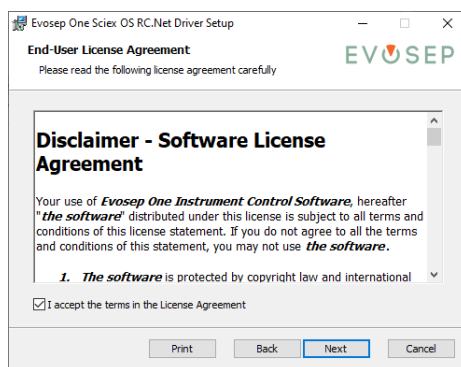 Evosep One Sciex OS RC.Net Driver Setup
End-User License Agreement
Please read the following license agreement carefully
EVOSEP
Disclaimer - Software License
Agreement
Your use of Evosep One Instrument Control Software, hereafter
"the software" distributed under this license is subject to all terms and
conditions of this license statement. If you do not agree to all the terms
and conditions of this statement, you may not use the software.
1. The software is protected by copyright law and international
I accept the terms in the License Agreement
Print Back Next Cancel